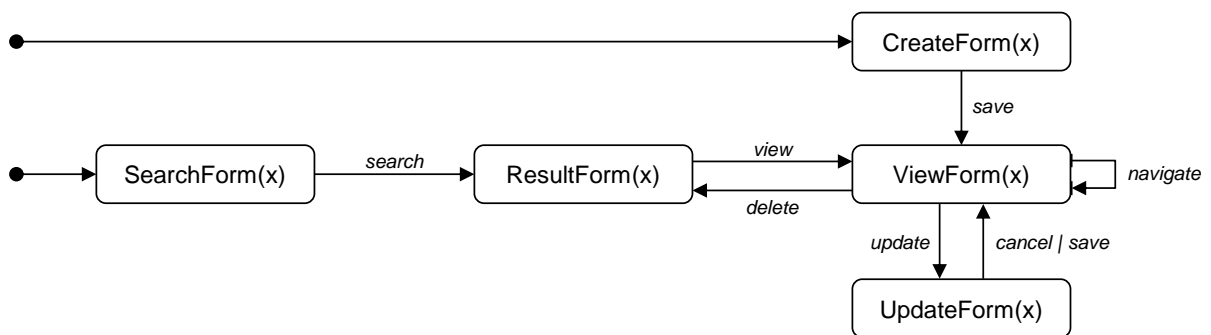 CreateForm(x)
save
SearchForm(x)
search
ResultForm(x)
view
delete
ViewForm(x)
navigate
update
cancel | save
UpdateForm(x)